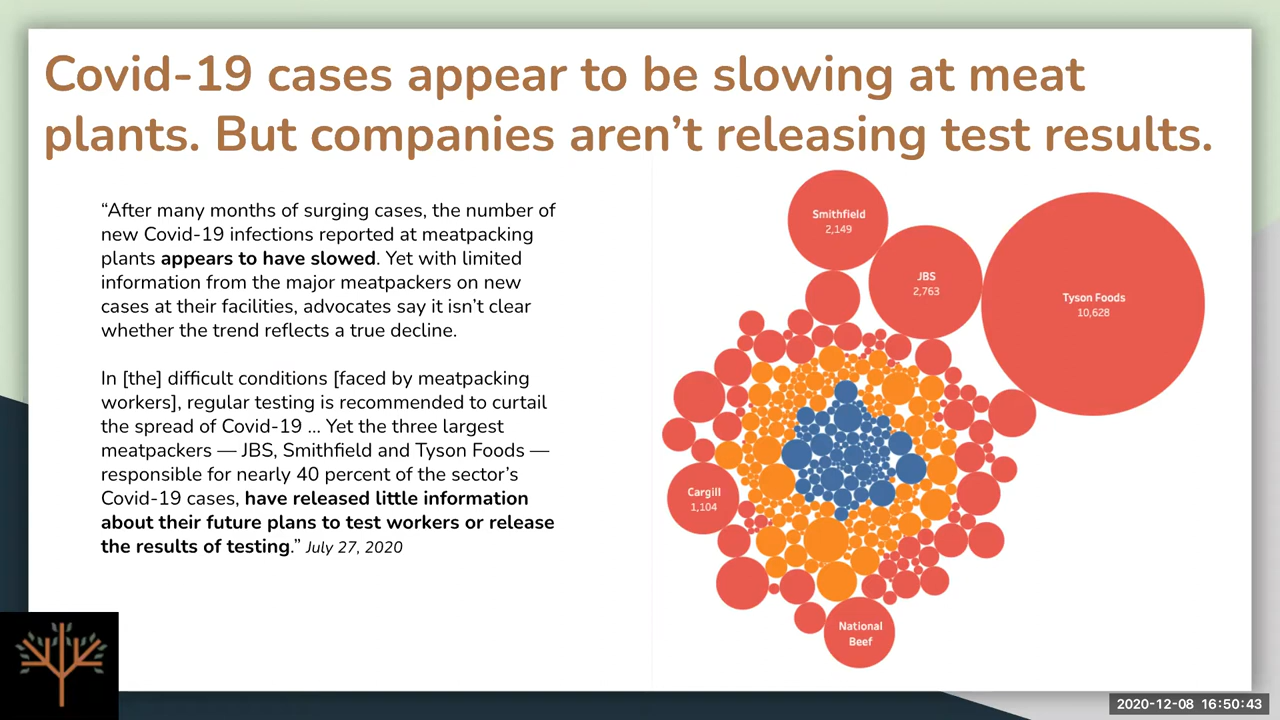 Covid-19 cases appear to be slowing at meat
plants. But companies aren’t releasing test results.
“After many months of surging cases, the number of
new Covid-19 infections reported at meatpacking
plants appears to have slowed. Yet with limited
information from the major meatpackers on new
cases at their facilities, advocates say it isn’t clear
whether the trend reflects a true decline.
In [the] difficult conditions [faced by meatpacking
workers], regular testing is recommended to curtail
the spread of Covid-19 ... Yet the three largest
meatpackers — JBS, Smithfield and Tyson Foods —
responsible for nearly 40 percent of the sector’s
Covid-19 cases, have released little information
about their future plans to test workers or release
the results of testing.” July 27, 2020
Smithfield
2,149
JBS
2,763
Tyson Foods
10,628
Cargill
1,104
National
Beef
2020-12-08 16:50:43